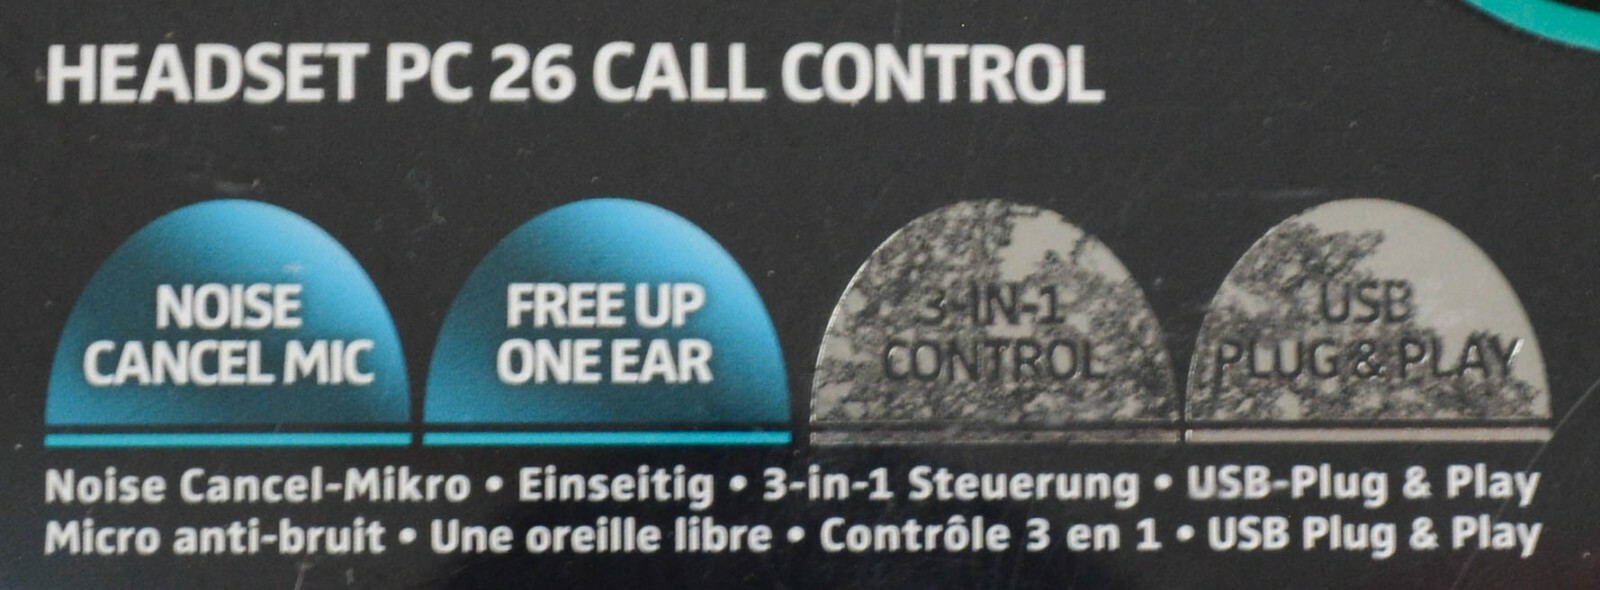 HEADSET PC 26 CALL CONTROL
NOISE
CANCEL MIC
FREE UP
ONE EAR
3-IN-1
CONTROL
USB
PLUG & PLAY
Noise Cancel-Mikro • Einseitig • 3-in-1 Steuerung • USB-Plug & Play
Micro anti-bruit • Une oreille libre • Contrôle 3 en 1 • USB Plug & Play